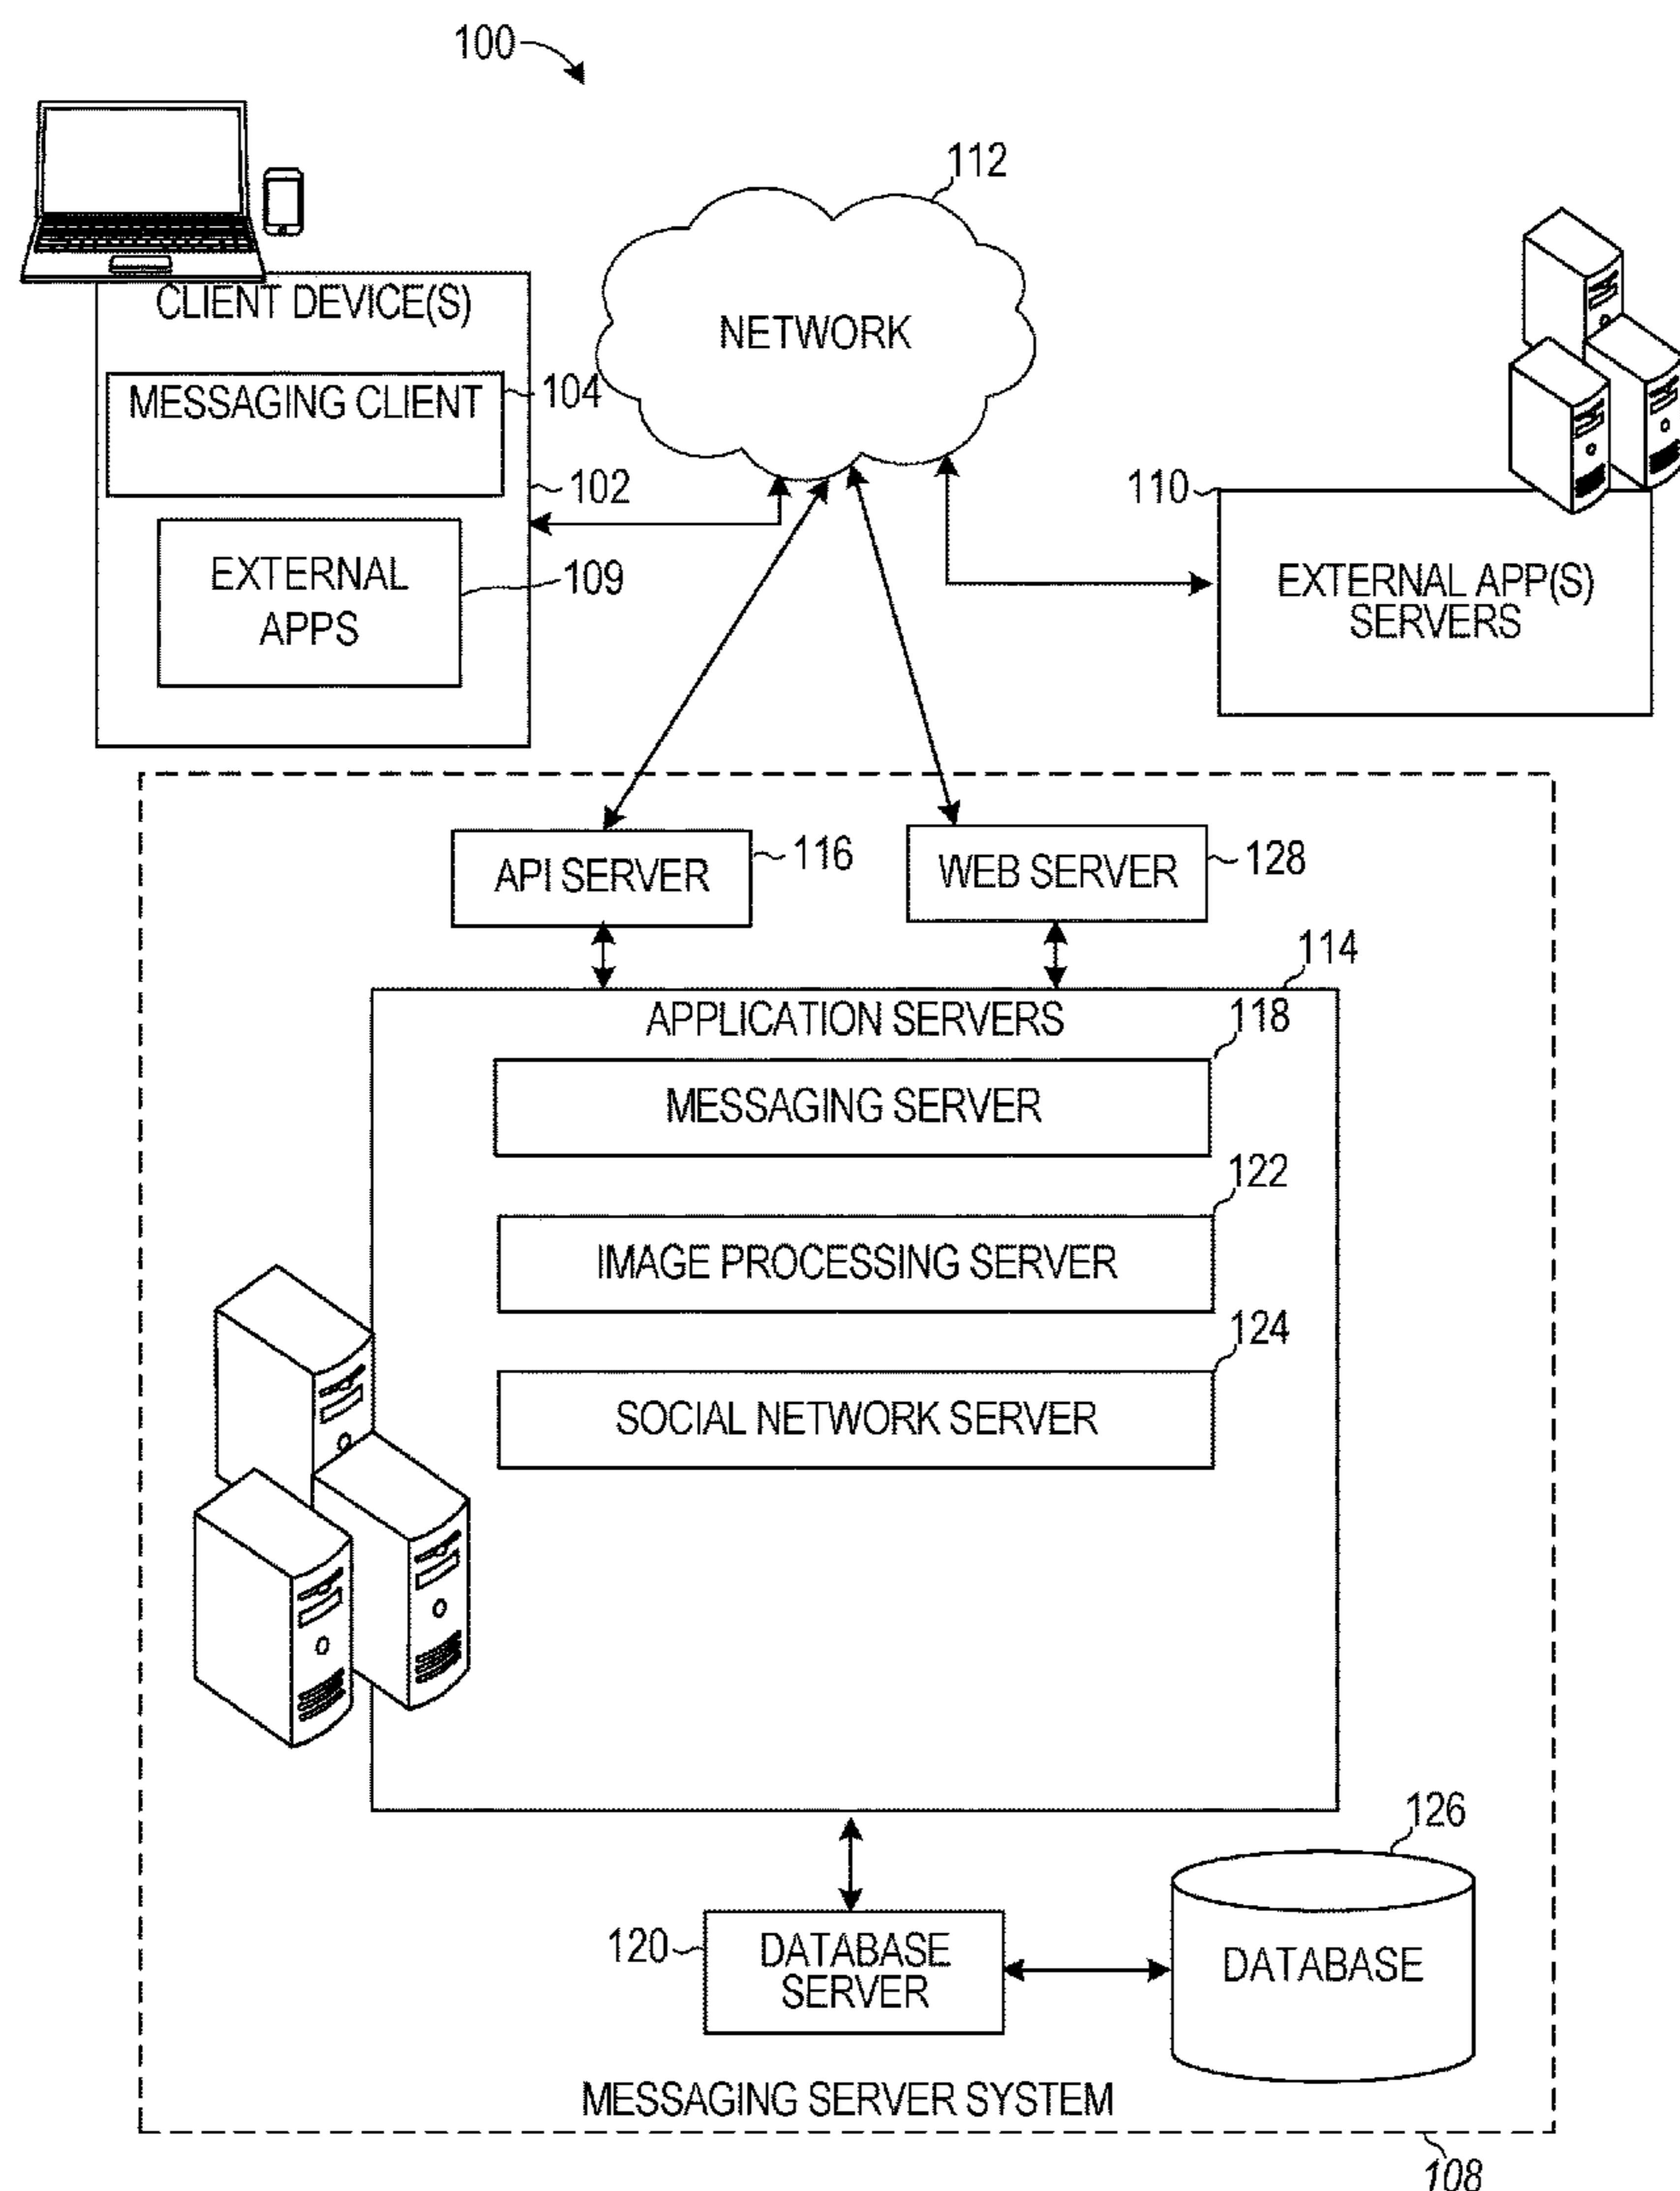 100
112
CLIENT DEVICE(S)
NETWORK
MESSAGING CLIENT
104
102
110
EXTERNAL
APPS
109
EXTERNAL APP(S)
SERVERS
API SERVER
116
WEB SERVER
128
114
APPLICATION SERVERS
118
MESSAGING SERVER
122
IMAGE PROCESSING SERVER
124
SOCIAL NETWORK SERVER
126
120
DATABASE
SERVER
DATABASE
MESSAGING SERVER SYSTEM
108